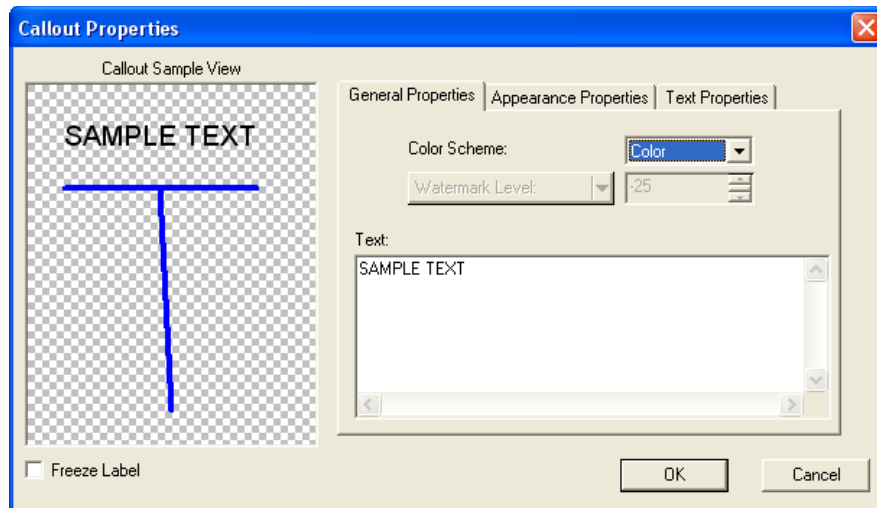 Callout Properties
Callout Sample View
SAMPLE TEXT
General Properties
Appearance Properties
Text Properties
Color Scheme:
Color
Watermark Level:
-25
Text:
SAMPLE TEXT
Freeze Label
OK
Cancel